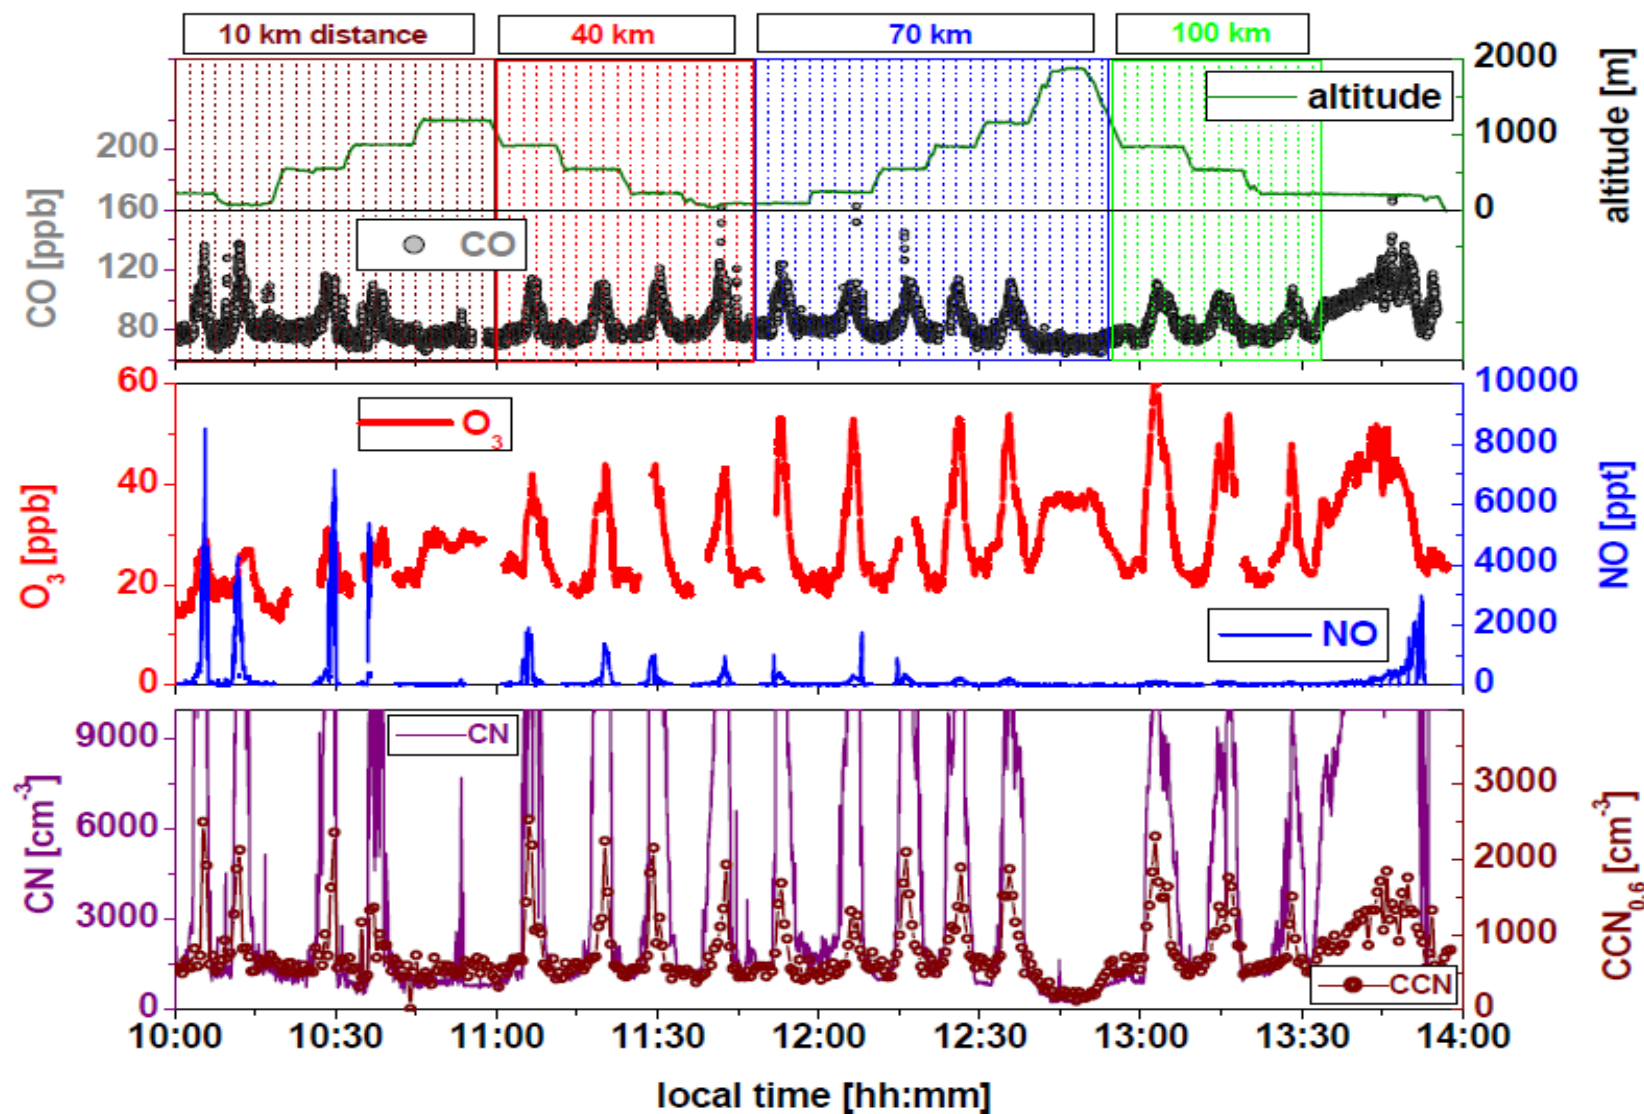 10 km distance 40 km 70 km 100 km
2000
altitude
200 1000
160 0
CO
120
80
CO [ppb]
altitude [m]
60 10000
O3
8000
40 6000
4000
20
NO
2000
0 0
O3 [ppb]
NO [ppt]
CN
9000
3000
6000 2000
3000 1000
CCN
0 0
CN [cm-3]
CCN0.6 [cm-3]
10:00 10:30 11:00 11:30 12:00 12:30 13:00 13:30 14:00
local time [hh:mm]